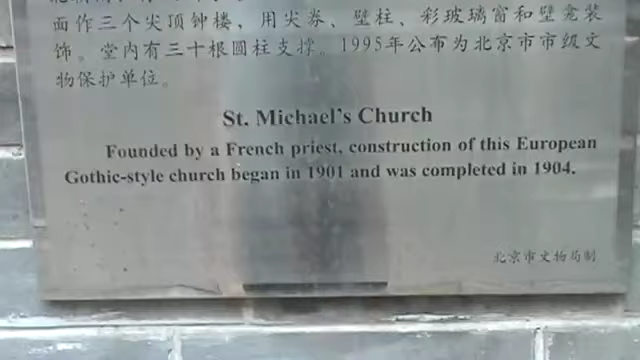 面作三个尖顶钟楼，用尖券、壁柱、彩玻璃窗和壁龛装
饰。堂内有三十根圆柱支撑。1995年公布为北京市市级文
物保护单位。
St. Michael's Church
Founded by a French priest, construction of this European
Gothic-style church began in 1901 and was completed in 1904.
北京市文物局制